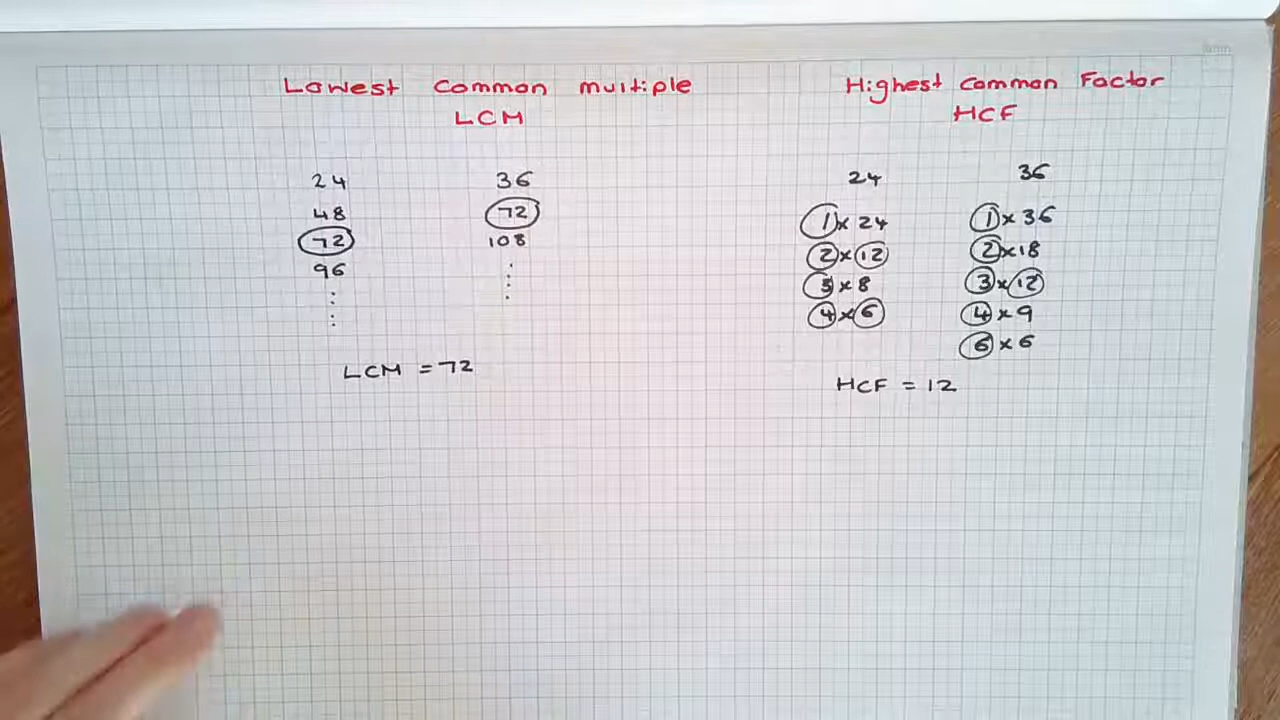 Lowest common multiple
LCM
24 36
48 72
72 108
96
LCM = 72
Highest Common Factor
HCF
24 36
1 x 24 1 x 36
2 x 12 2 x 18
3 x 8 3 x 12
4 x 6 4 x 9
6 x 6
HCF = 12